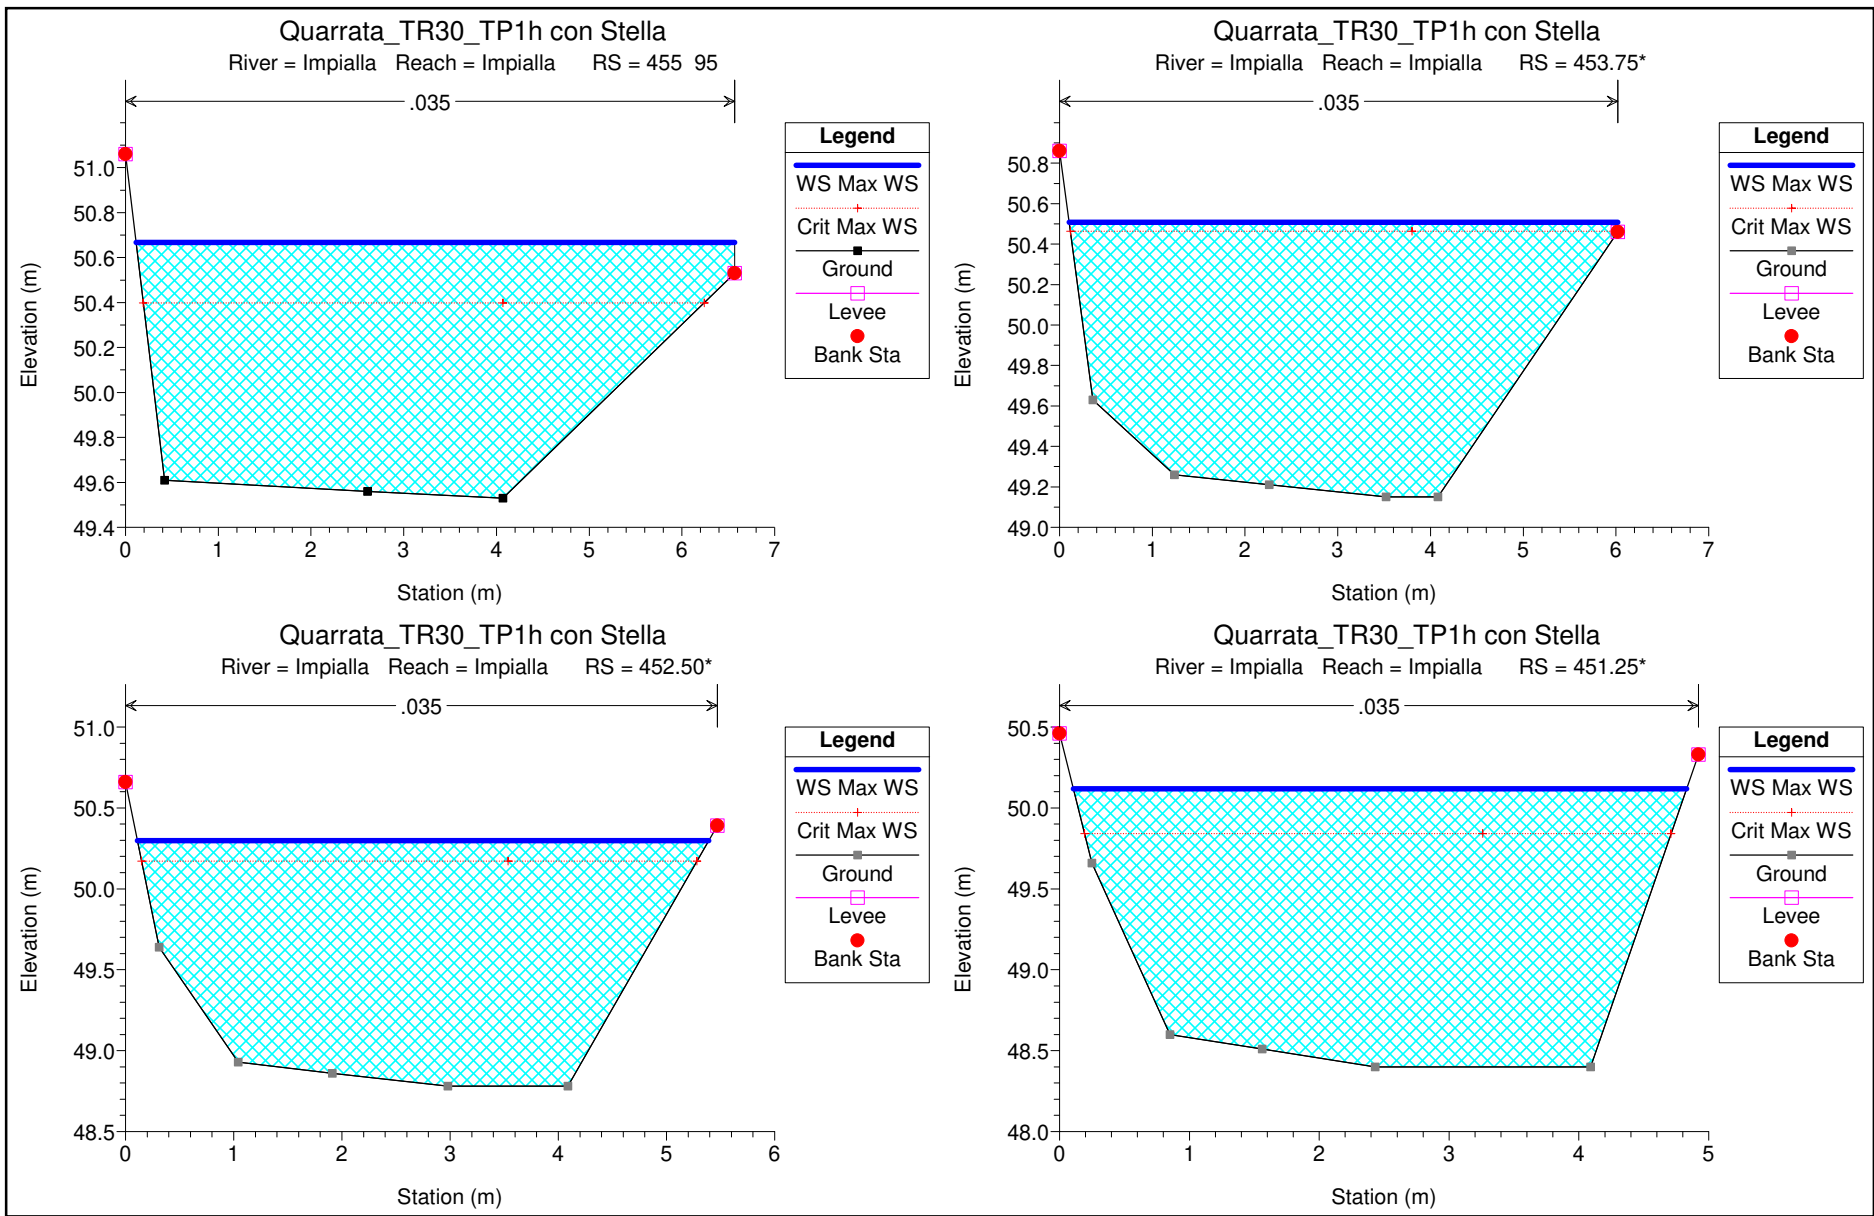 Quarrata_TR30_TP1h con Stella
River = Impialla Reach = Impialla RS = 455 95
.035
Legend
WS Max WS
Crit Max WS
Ground
Levee
Bank Sta
51.0
50.8
50.6
50.4
50.2
50.0
49.8
49.6
49.4
0 1 2 3 4 5 6 7
Elevation (m)
Station (m)
Quarrata_TR30_TP1h con Stella
River = Impialla Reach = Impialla RS = 453.75*
.035
Legend
WS Max WS
Crit Max WS
Ground
Levee
Bank Sta
50.8
50.6
50.4
50.2
50.0
49.8
49.6
49.4
49.2
49.0
0 1 2 3 4 5 6 7
Elevation (m)
Station (m)
Quarrata_TR30_TP1h con Stella
River = Impialla Reach = Impialla RS = 452.50*
.035
Legend
WS Max WS
Crit Max WS
Ground
Levee
Bank Sta
51.0
50.5
50.0
49.5
49.0
48.5
0 1 2 3 4 5 6
Elevation (m)
Station (m)
Quarrata_TR30_TP1h con Stella
River = Impialla Reach = Impialla RS = 451.25*
.035
Legend
WS Max WS
Crit Max WS
Ground
Levee
Bank Sta
50.5
50.0
49.5
49.0
48.5
48.0
0 1 2 3 4 5
Elevation (m)
Station (m)